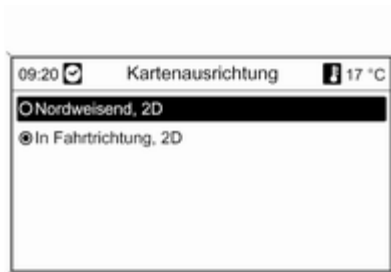 09:20 Kartenausrichtung 17 °C
Nordweisend, 2D
In Fahrtrichtung, 2D